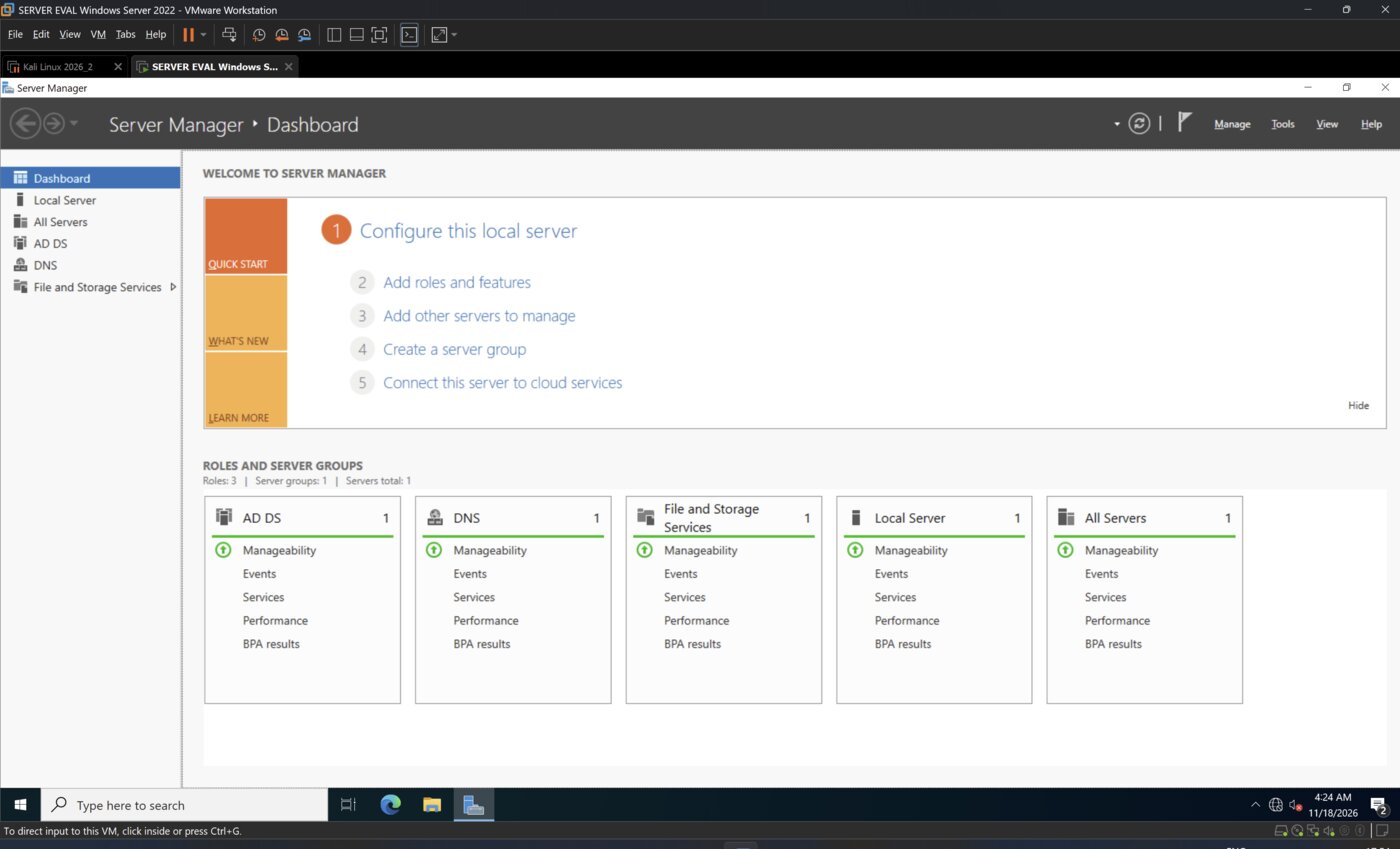 SERVER EVAL Windows Server 2022 - VMware Workstation
File Edit View VM Tabs Help
Kali Linux 2026_2
SERVER EVAL Windows S...
Server Manager
Server Manager Dashboard
Manage Tools View Help
Dashboard
Local Server
All Servers
AD DS
DNS
File and Storage Services
WELCOME TO SERVER MANAGER
QUICK START
WHAT'S NEW
LEARN MORE
1 Configure this local server
2 Add roles and features
3 Add other servers to manage
4 Create a server group
5 Connect this server to cloud services
Hide
ROLES AND SERVER GROUPS
Roles: 3 | Server groups: 1 | Servers total: 1
AD DS 1
Manageability
Events
Services
Performance
BPA results
DNS 1
Manageability
Events
Services
Performance
BPA results
File and Storage
Services 1
Manageability
Events
Services
Performance
BPA results
Local Server 1
Manageability
Events
Services
Performance
BPA results
All Servers 1
Manageability
Events
Services
Performance
BPA results
Type here to search
4:24 AM
11/18/2026
2
To direct input to this VM, click inside or press Ctrl+G.